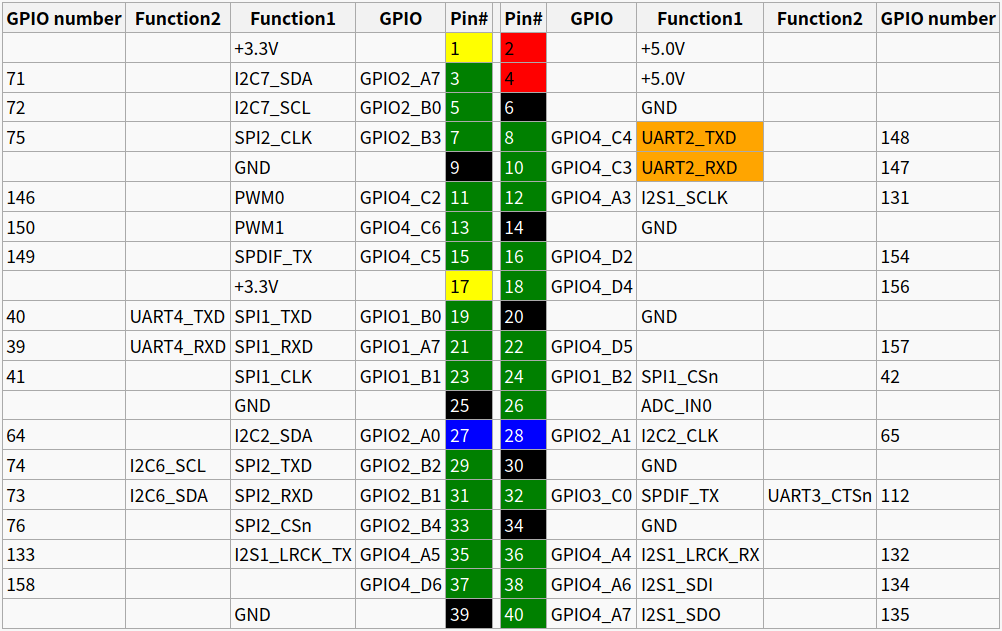 GPIO number Function2 Function1 GPIO Pin# Pin# GPIO Function1 Function2 GPIO number
+3.3V 1 2 +5.0V
71 I2C7_SDA GPIO2_A7 3 4 +5.0V
72 I2C7_SCL GPIO2_B0 5 6 GND
75 SPI2_CLK GPIO2_B3 7 8 GPIO4_C4 UART2_TXD 148
GND 9 10 GPIO4_C3 UART2_RXD 147
146 PWM0 GPIO4_C2 11 12 GPIO4_A3 I2S1_SCLK 131
150 PWM1 GPIO4_C6 13 14 GND
149 SPDIF_TX GPIO4_C5 15 16 GPIO4_D2 154
+3.3V 17 18 GPIO4_D4 156
40 UART4_TXD SPI1_TXD GPIO1_B0 19 20 GND
39 UART4_RXD SPI1_RXD GPIO1_A7 21 22 GPIO4_D5 157
41 SPI1_CLK GPIO1_B1 23 24 GPIO1_B2 SPI1_CSn 42
GND 25 26 ADC_IN0
64 I2C2_SDA GPIO2_A0 27 28 GPIO2_A1 I2C2_CLK 65
74 I2C6_SCL SPI2_TXD GPIO2_B2 29 30 GND
73 I2C6_SDA SPI2_RXD GPIO2_B1 31 32 GPIO3_C0 SPDIF_TX UART3_CTSn 112
76 SPI2_CSn GPIO2_B4 33 34 GND
133 I2S1_LRCK_TX GPIO4_A5 35 36 GPIO4_A4 I2S1_LRCK_RX 132
158 GPIO4_D6 37 38 GPIO4_A6 I2S1_SDI 134
GND 39 40 GPIO4_A7 I2S1_SDO 135